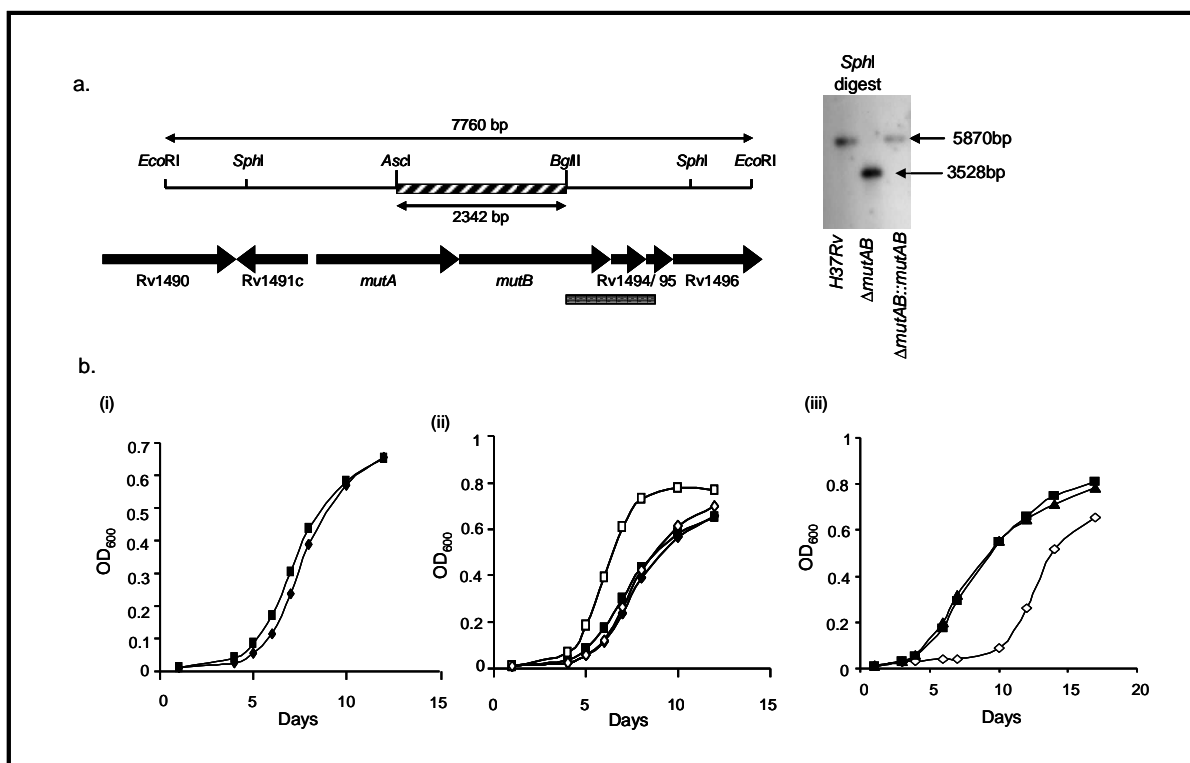 a.
SphI
digest
7760 bp
EcoRI SphI AscI BglII SphI EcoRI
2342 bp
Rv1490 Rv1491c mutA mutB Rv1494/ 95 Rv1496
5870bp
3528bp
H37Rv
ΔmutAB
ΔmutAB::mutAB
b.
(i)
0.7
0.6
0.5
0.4
0.3
0.2
0.1
0
OD600
0 5 10 15
Days
(ii)
1
0.8
0.6
0.4
0.2
0
OD600
0 5 10 15
Days
(iii)
1
0.8
0.6
0.4
0.2
0
OD600
0 5 10 15 20
Days